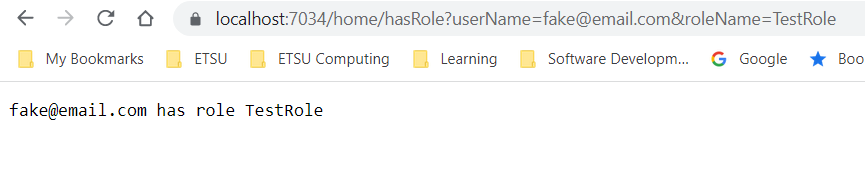 localhost:7034/home/hasRole?userName=fake@email.com&roleName=TestRole
My Bookmarks ETSU ETSU Computing Learning Software Developm... Google Boo
fake@email.com has role TestRole